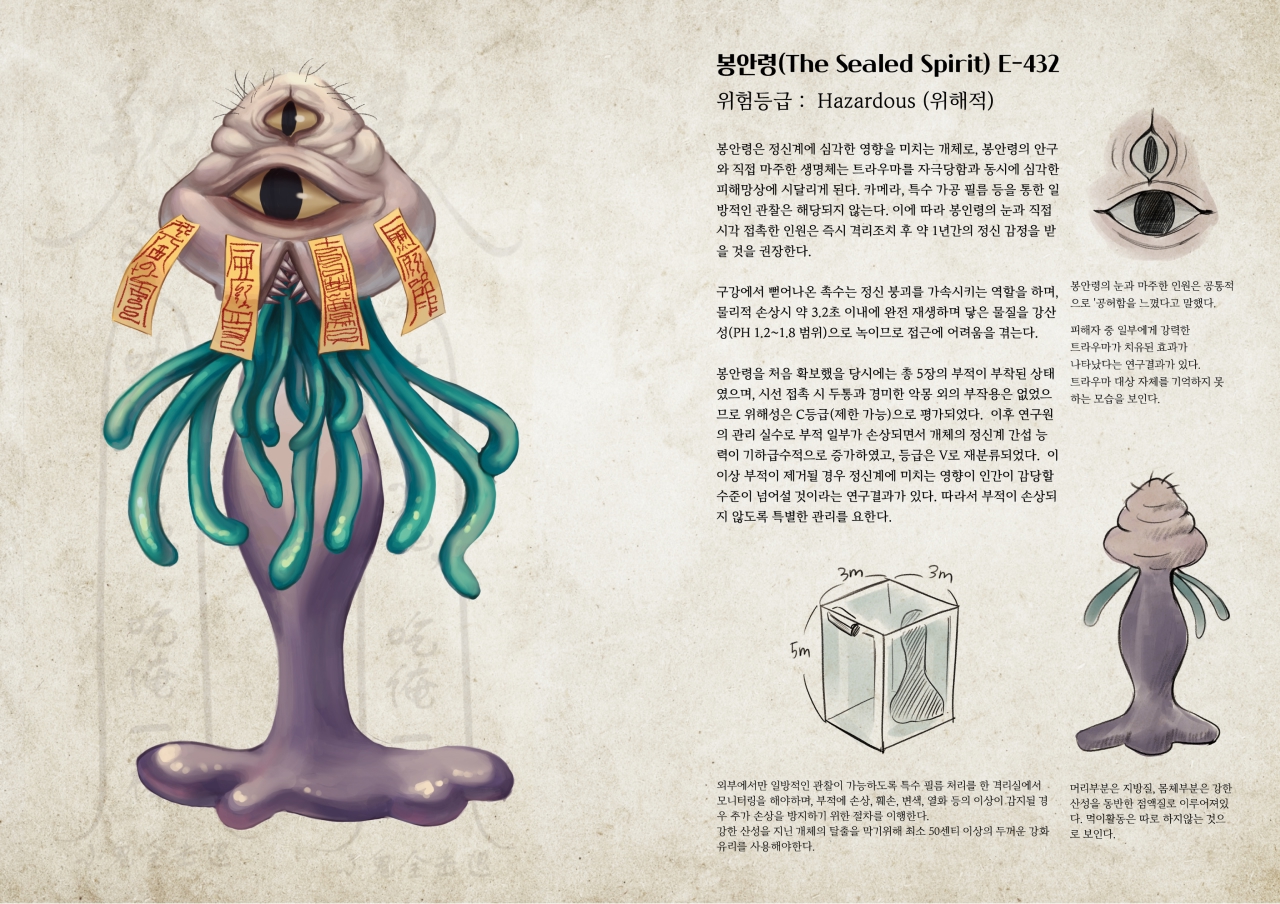 봉안령(The Sealed Spirit) E-432
위험등급 : Hazardous (위해적)
봉안령은 정신계에 심각한 영향을 미치는 개체로, 봉안령의 안구
와 직접 마주한 생명체는 트라우마를 자극당함과 동시에 심각한
피해망상에 시달리게 된다. 카메라, 특수 가공 필름 등을 통한 일
방적인 관찰은 해당되지 않는다. 이에 따라 봉인령의 눈과 직접
시각 접촉한 인원은 즉시 격리조치 후 약 1년간의 정신 감정을 받
을 것을 권장한다.
구강에서 뻗어나온 촉수는 정신 붕괴를 가속시키는 역할을 하며,
물리적 손상시 약 3.2초 이내에 완전 재생하며 닿은 물질을 강산
성(PH 1.2~1.8 범위)으로 녹이므로 접근에 어려움을 겪는다.
봉안령을 처음 확보했을 당시에는 총 5장의 부적이 부착된 상태
였으며, 시선 접촉 시 두통과 경미한 악몽 외의 부작용은 없었으
므로 위해성은 C등급(제한 가능)으로 평가되었다. 이후 연구원
의 관리 실수로 부적 일부가 손상되면서 개체의 정신계 간섭 능
력이 기하급수적으로 증가하였고, 등급은 V로 재분류되었다. 이
이상 부적이 제거될 경우 정신계에 미치는 영향이 인간이 감당할
수준이 넘어설 것이라는 연구결과가 있다. 따라서 부적이 손상되
지 않도록 특별한 관리를 요한다.
봉안령의 눈과 마주한 인원은 공통적
으로 '공허함을 느꼈다고 말했다.
피해자 중 일부에게 강력한
트라우마가 치유된 효과가
나타났다는 연구결과가 있다.
트라우마 대상 자체를 기억하지 못
하는 모습을 보인다.
3m
3m
5m
외부에서만 일방적인 관찰이 가능하도록 특수 필름 처리를 한 격리실에서
모니터링을 해야하며, 부적에 손상, 훼손, 변색, 열화 등의 이상이 감지될 경
우 추가 손상을 방지하기 위한 절차를 이행한다.
강한 산성을 지닌 개체의 탈출을 막기위해 최소 50센티 이상의 두꺼운 강화
유리를 사용해야한다.
머리부분은 지방질, 몸체부분은 강한
산성을 동반한 점액질로 이루어져있
다. 먹이활동은 따로 하지않는 것으
로 보인다.